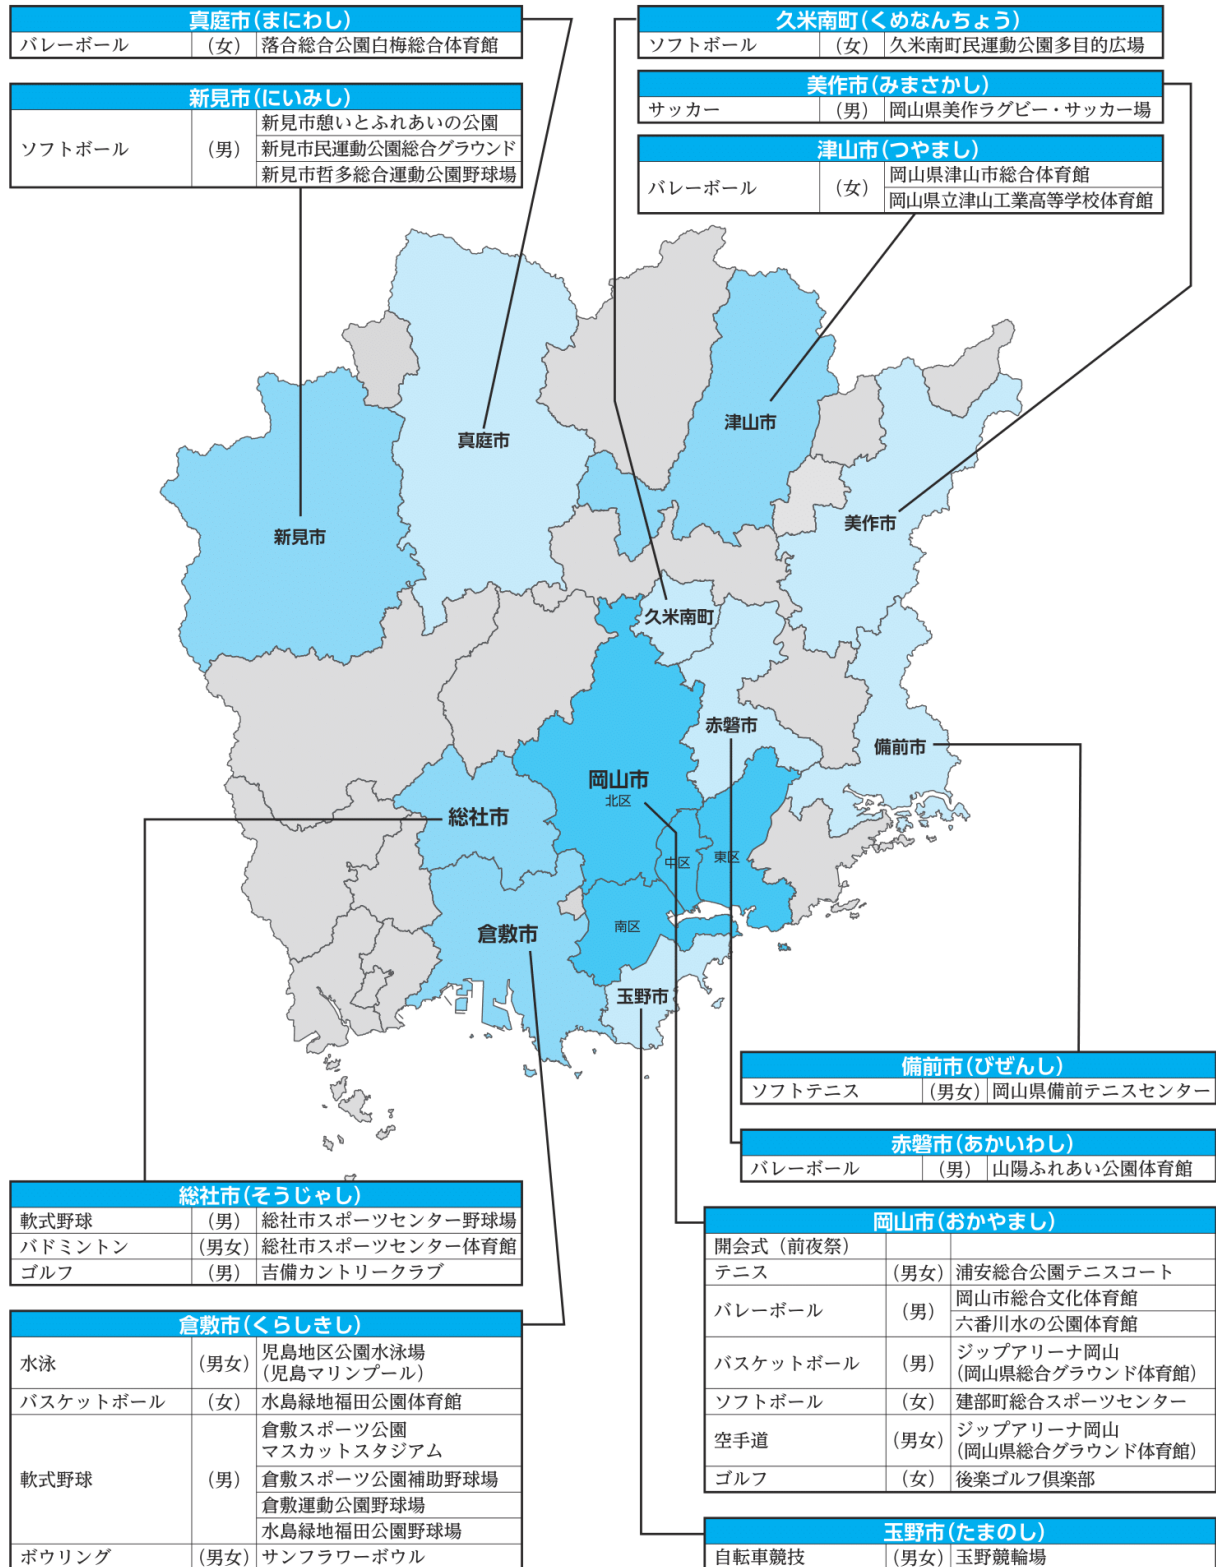 真庭市(まにわし)
バレーボール (女) 落合総合公園白梅総合体育館
新見市(にいみし)
ソフトボール (男) 新見市憩いとふれあいの公園
新見市民運動公園総合グラウンド
新見市哲多総合運動公園野球場
久米南町(くめなんちょう)
ソフトボール (女) 久米南町民運動公園多目的広場
美作市(みまさかし)
サッカー (男) 岡山県美作ラグビー・サッカー場
津山市(つやまし)
バレーボール (女) 岡山県津山市総合体育館
岡山県立津山工業高等学校体育館
津山市
真庭市
美作市
新見市
久米南町
赤磐市
備前市
岡山市
北区
総社市
中区
東区
南区
倉敷市
玉野市
備前市(びぜんし)
ソフトテニス (男女) 岡山県備前テニスセンター
赤磐市(あかいわし)
バレーボール (男) 山陽ふれあい公園体育館
総社市(そうじゃし)
軟式野球 (男) 総社市スポーツセンター野球場
バドミントン (男女) 総社市スポーツセンター体育館
ゴルフ (男) 吉備カントリークラブ
倉敷市(くらしきし)
水泳 (男女) 児島地区公園水泳場
(児島マリンプール)
バスケットボール (女) 水島緑地福田公園体育館
軟式野球 (男) 倉敷スポーツ公園
マスカットスタジアム
倉敷スポーツ公園補助野球場
倉敷運動公園野球場
水島緑地福田公園野球場
ボウリング (男女) サンフラワーボウル
岡山市(おかやまし)
開会式(前夜祭)
テニス (男女) 浦安総合公園テニスコート
バレーボール (男) 岡山市総合文化体育館
六番川水の公園体育館
バスケットボール (男) ジップアリーナ岡山
(岡山県総合グラウンド体育館)
ソフトボール (女) 建部町総合スポーツセンター
空手道 (男女) ジップアリーナ岡山
(岡山県総合グラウンド体育館)
ゴルフ (女) 後楽ゴルフ倶楽部
玉野市(たまのし)
自転車競技 (男女) 玉野競輪場